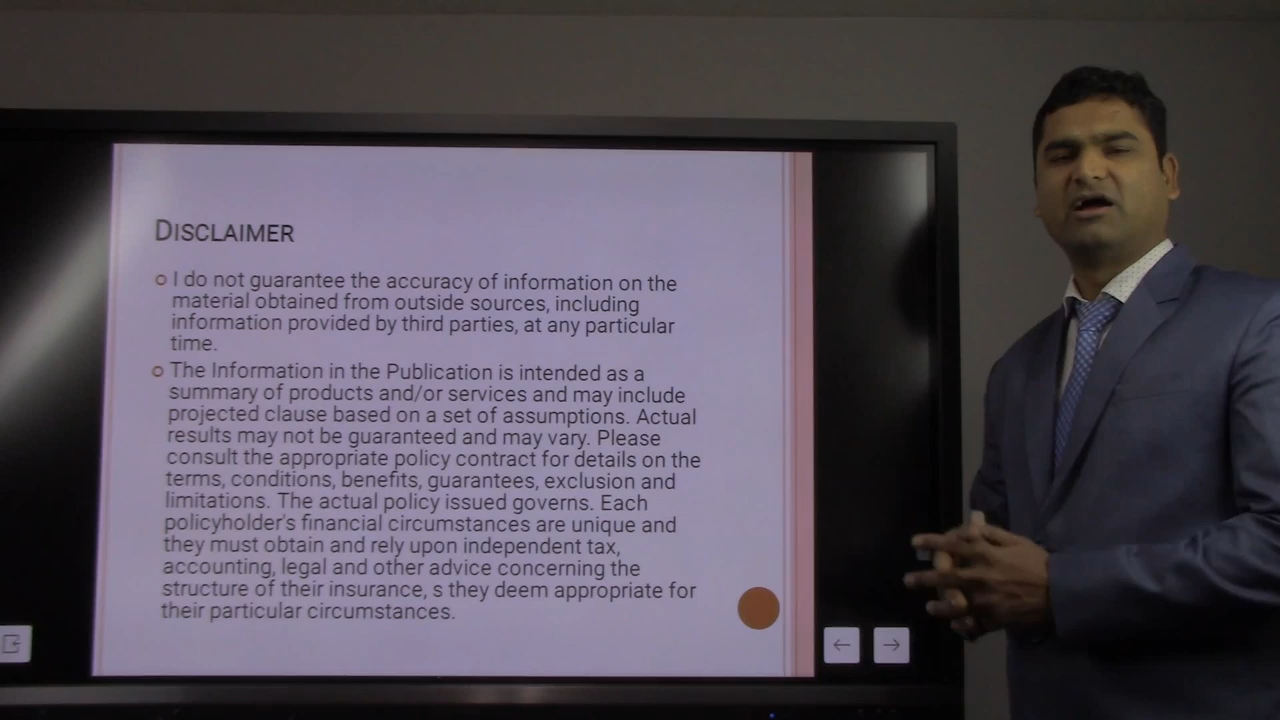 DISCLAIMER
I do not guarantee the accuracy of information on the
material obtained from outside sources, including
information provided by third parties, at any particular
time.
The Information in the Publication is intended as a
summary of products and/or services and may include
projected clause based on a set of assumptions. Actual
results may not be guaranteed and may vary. Please
consult the appropriate policy contract for details on the
terms, conditions, benefits, guarantees, exclusion and
limitations. The actual policy issued governs. Each
policyholder's financial circumstances are unique and
they must obtain and rely upon independent tax,
accounting, legal and other advice concerning the
structure of their insurance, s they deem appropriate for
their particular circumstances.